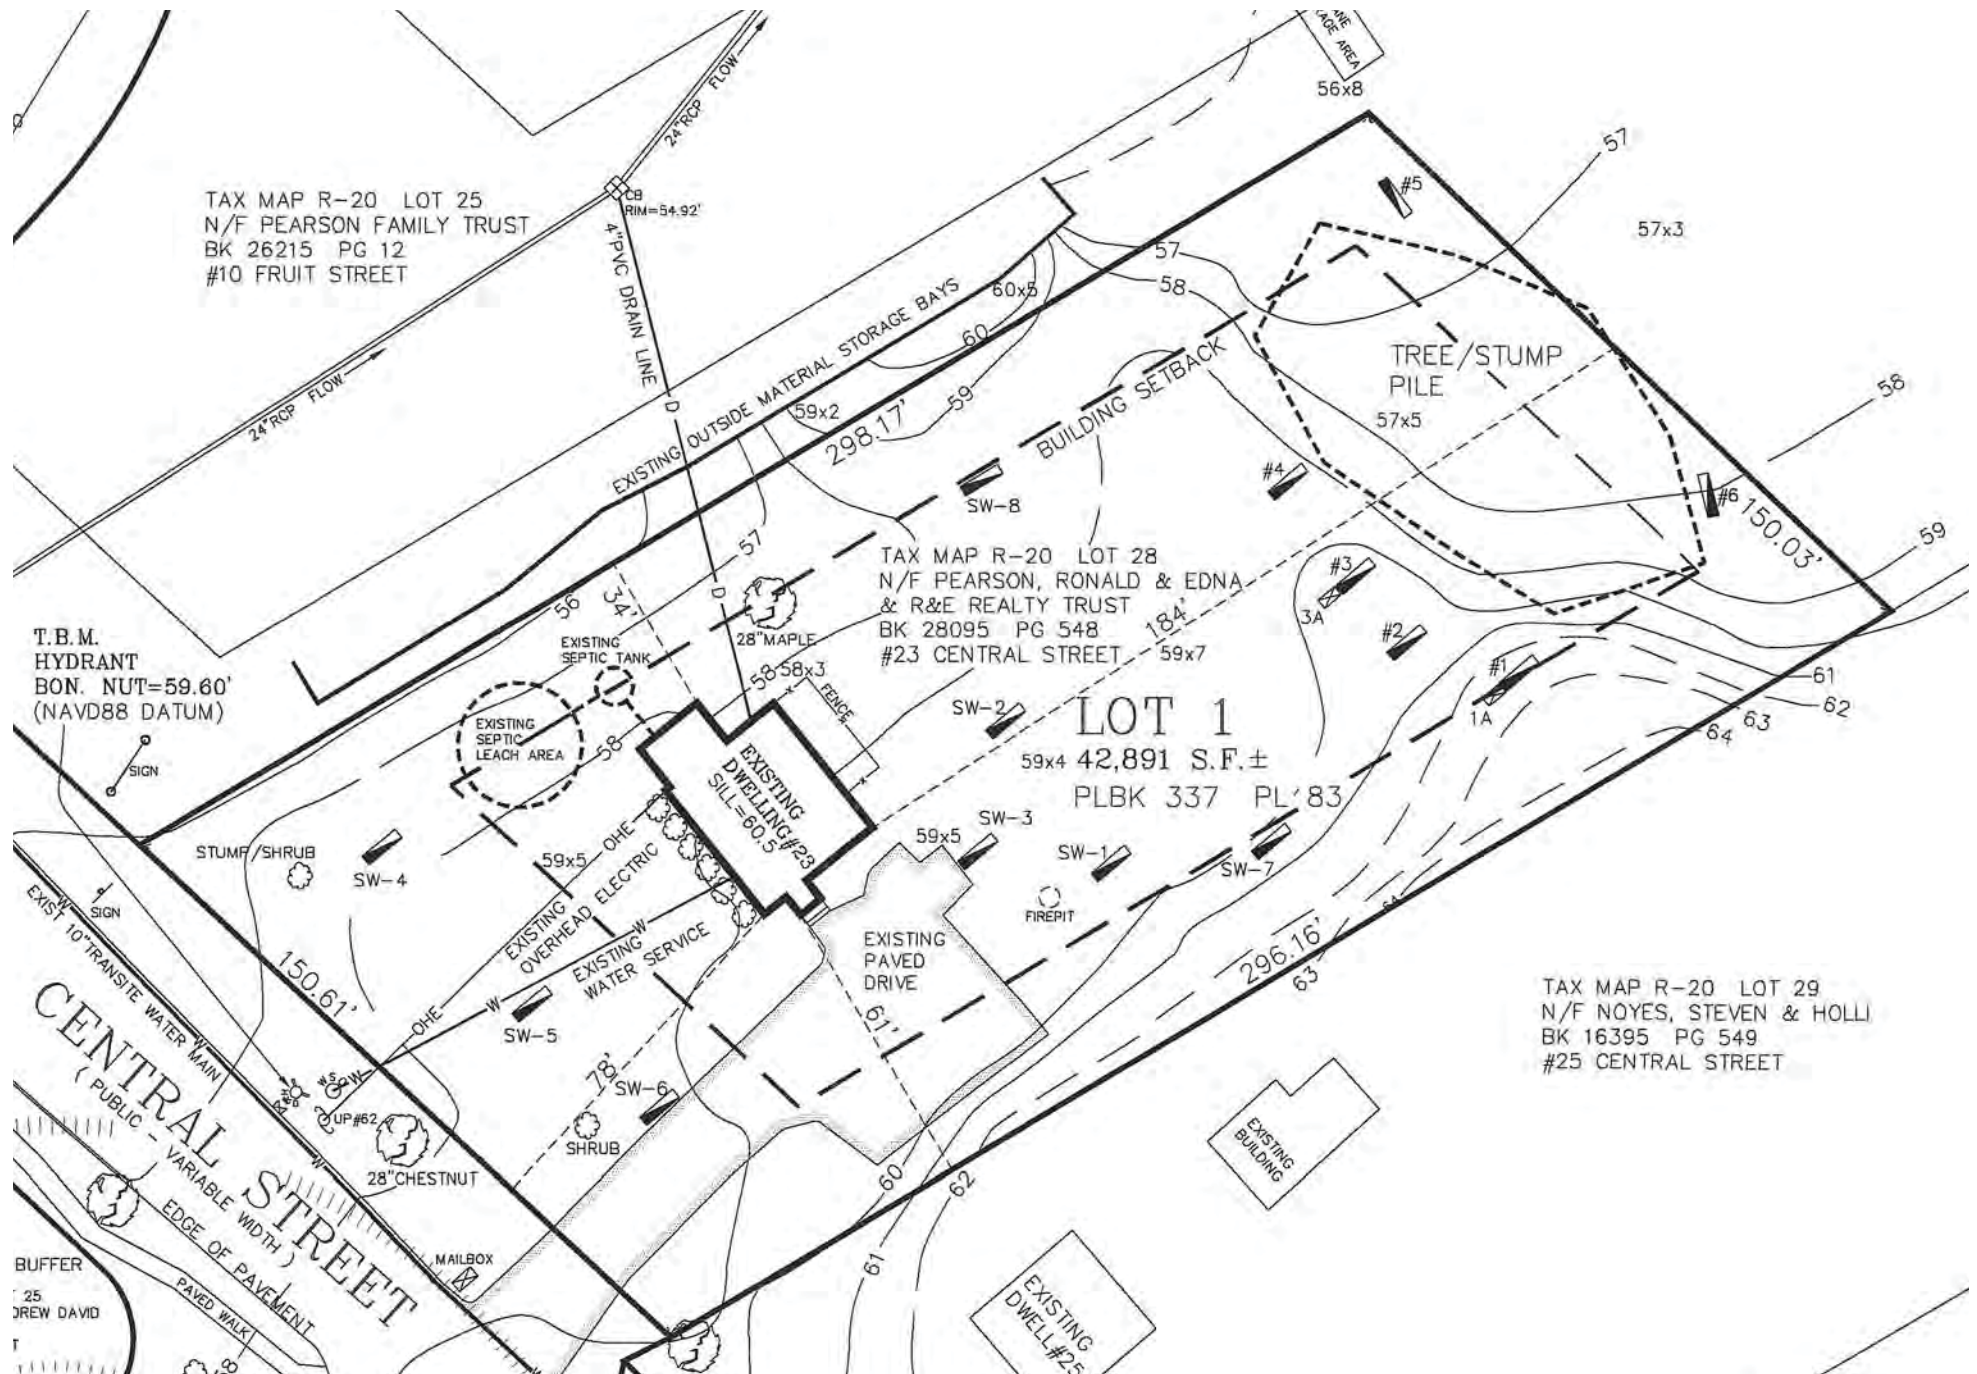 AGE AREA
56x8
24"RCP FLOW
57
TAX MAP R-20 LOT 25
N/F PEARSON FAMILY TRUST
BK 26215 PG 12
#10 FRUIT STREET
CB
RIM=54.92'
4"PVC DRAIN LINE
D
D
#5
57x3
57
58
60x5
60
24"RCP FLOW
EXISTING OUTSIDE MATERIAL STORAGE BAYS
59x2
59
298.17'
BUILDING SETBACK
TREE/STUMP
PILE
57x5
58
#4
#6
150.03'
SW-8
57
56
34'
59
TAX MAP R-20 LOT 28
N/F PEARSON, RONALD & EDNA
& R&E REALTY TRUST
BK 28095 PG 548
#23 CENTRAL STREET
184'
59x7
#3
3A
#2
#1
1A
61
62
63
64
T.B.M.
HYDRANT
BON. NUT=59.60'
(NAVD88 DATUM)
SIGN
EXISTING
SEPTIC TANK
28"MAPLE
58
58x3
FENCE
EXISTING
SEPTIC
LEACH AREA
58
EXISTING
DWELLING#23
SILL=60.5
SW-2
LOT 1
59x4
42,891 S.F.±
PLBK 337 PL 83
STUMP/SHRUB
SW-4
59x5
OHE
59x5
SW-3
SW-1
SW-7
FIREPIT
64
SIGN
W
EXIST 10"TRANSITE WATER MAIN
W
EXISTING
OVERHEAD ELECTRIC
W
EXISTING
WATER SERVICE
W
OHE
EXISTING
PAVED
DRIVE
61'
296.16'
63
TAX MAP R-20 LOT 29
N/F NOYES, STEVEN & HOLLI
BK 16395 PG 549
#25 CENTRAL STREET
150.61'
SW-5
78'
SW-6
SHRUB
CENTRAL STREET
( PUBLIC - VARIABLE WIDTH )
HYD
WSO
W
UP#62
28"CHESTNUT
W
EDGE OF PAVEMENT
PAVED WALK
MAILBOX
60
62
61
EXISTING
BUILDING
EXISTING
DWELL#25
BUFFER
25
DREW DAVID
T